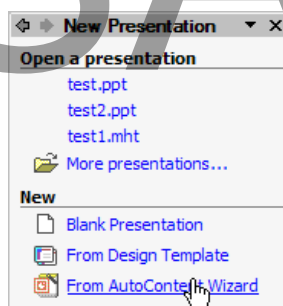 New Presentation
Open a presentation
test.ppt
test2.ppt
test1.mht
More presentations...
New
Blank Presentation
From Design Template
From AutoContent Wizard